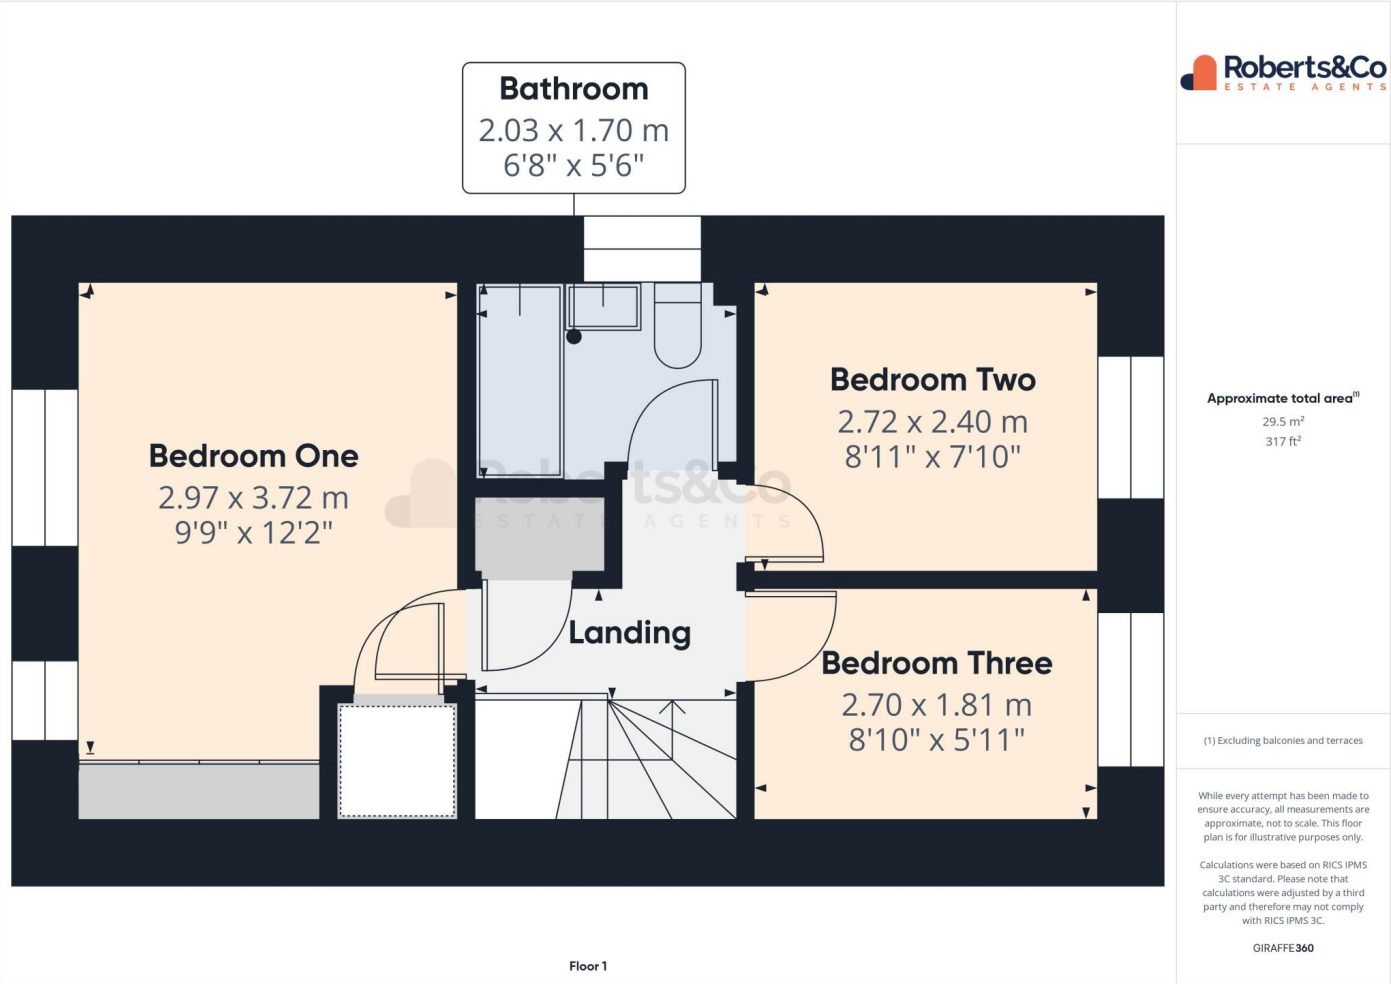 Bathroom
2.03 x 1.70 m
6'8" x 5'6"
Bedroom One
2.97 x 3.72 m
9'9" x 12'2"
Bedroom Two
2.72 x 2.40 m
8'11" x 7'10"
Landing
Bedroom Three
2.70 x 1.81 m
8'10" x 5'11"
Roberts&Co
ESTATE AGENTS
Floor 1
Roberts&Co
ESTATE AGENTS
Approximate total area(1)
29.5 m²
317 ft²
(1) Excluding balconies and terraces
While every attempt has been made to
ensure accuracy, all measurements are
approximate, not to scale. This floor
plan is for illustrative purposes only.
Calculations were based on RICS IPMS
3C standard. Please note that
calculations were adjusted by a third
party and therefore may not comply
with RICS IPMS 3C.
GIRAFFE360